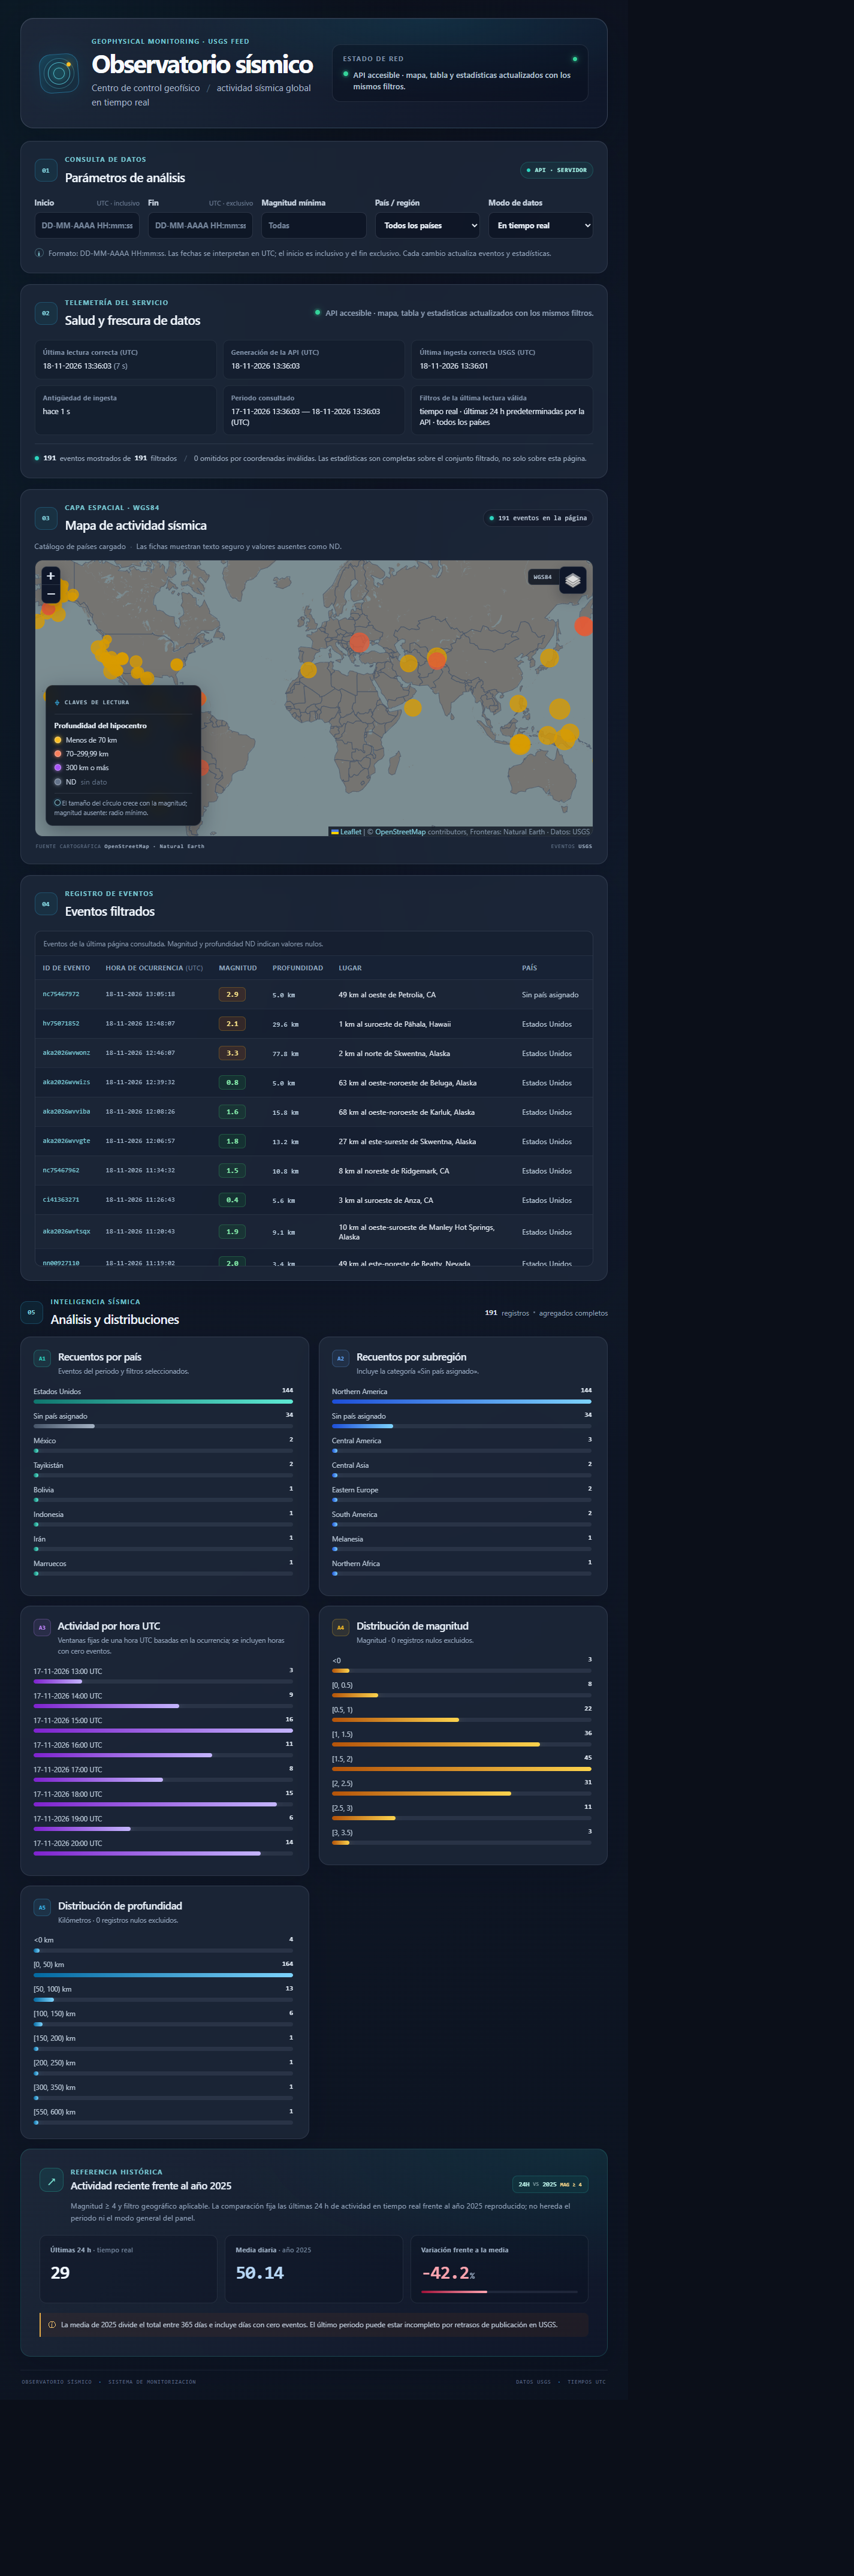 GEOPHYSICAL MONITORING · USGS FEED
Observatorio sísmico
Centro de control geofísico / actividad sísmica global
en tiempo real
ESTADO DE RED
API accesible · mapa, tabla y estadísticas actualizados con los
mismos filtros.
01
CONSULTA DE DATOS
Parámetros de análisis
API · SERVIDOR
Inicio UTC · inclusivo
Fin UTC · exclusivo
Magnitud mínima
País / región
Modo de datos
DD-MM-AAAA HH:mm:ss
DD-MM-AAAA HH:mm:ss
Todas
Todos los países
En tiempo real
Formato: DD-MM-AAAA HH:mm:ss. Las fechas se interpretan en UTC; el inicio es inclusivo y el fin exclusivo. Cada cambio actualiza eventos y estadísticas.
02
TELEMETRÍA DEL SERVICIO
Salud y frescura de datos
API accesible · mapa, tabla y estadísticas actualizados con los mismos filtros.
Última lectura correcta (UTC)
18-11-2026 13:36:03 (7 s)
Generación de la API (UTC)
18-11-2026 13:36:03
Última ingesta correcta USGS (UTC)
18-11-2026 13:36:01
Antigüedad de ingesta
hace 1 s
Periodo consultado
17-11-2026 13:36:03 — 18-11-2026 13:36:03
(UTC)
Filtros de la última lectura válida
tiempo real · últimas 24 h predeterminadas por la
API · todos los países
191 eventos mostrados de 191 filtrados / 0 omitidos por coordenadas inválidas. Las estadísticas son completas sobre el conjunto filtrado, no solo sobre esta página.
03
CAPA ESPACIAL · WGS84
Mapa de actividad sísmica
191 eventos en la página
Catálogo de países cargado · Las fichas muestran texto seguro y valores ausentes como ND.
+
−
WGS84
CLAVES DE LECTURA
Profundidad del hipocentro
Menos de 70 km
70–299,99 km
300 km o más
ND sin dato
El tamaño del círculo crece con la magnitud;
magnitud ausente: radio mínimo.
Leaflet | © OpenStreetMap contributors, Fronteras: Natural Earth · Datos: USGS
FUENTE CARTOGRÁFICA OpenStreetMap · Natural Earth
EVENTOS USGS
04
REGISTRO DE EVENTOS
Eventos filtrados
Eventos de la última página consultada. Magnitud y profundidad ND indican valores nulos.
ID DE EVENTO HORA DE OCURRENCIA (UTC) MAGNITUD PROFUNDIDAD LUGAR PAÍS
nc75467972 18-11-2026 13:05:18 2.9 5.0 km 49 km al oeste de Petrolia, CA Sin país asignado
hv75071852 18-11-2026 12:48:07 2.1 29.6 km 1 km al suroeste de Pāhala, Hawaii Estados Unidos
aka2026wvwonz 18-11-2026 12:46:07 3.3 77.8 km 2 km al norte de Skwentna, Alaska Estados Unidos
aka2026wvwizs 18-11-2026 12:39:32 0.8 5.0 km 63 km al oeste-noroeste de Beluga, Alaska Estados Unidos
aka2026wvviba 18-11-2026 12:08:26 1.6 15.8 km 68 km al oeste-noroeste de Karluk, Alaska Estados Unidos
aka2026wvvgte 18-11-2026 12:06:57 1.8 13.2 km 27 km al este-sureste de Skwentna, Alaska Estados Unidos
nc75467962 18-11-2026 11:34:32 1.5 10.8 km 8 km al noreste de Ridgemark, CA Estados Unidos
ci41363271 18-11-2026 11:26:43 0.4 5.6 km 3 km al suroeste de Anza, CA Estados Unidos
aka2026wvtsqx 18-11-2026 11:20:43 1.9 9.1 km 10 km al oeste-suroeste de Manley Hot Springs,
Alaska Estados Unidos
nn00927110 18-11-2026 11:19:02 2.0 3.4 km 49 km al este-noreste de Beatty, Nevada Estados Unidos
05
INTELIGENCIA SÍSMICA
Análisis y distribuciones
191 registros • agregados completos
A1
Recuentos por país
Eventos del periodo y filtros seleccionados.
Estados Unidos 144
Sin país asignado 34
México 2
Tayikistán 2
Bolivia 1
Indonesia 1
Irán 1
Marruecos 1
A2
Recuentos por subregión
Incluye la categoría «Sin país asignado».
Northern America 144
Sin país asignado 34
Central America 3
Central Asia 2
Eastern Europe 2
South America 2
Melanesia 1
Northern Africa 1
A3
Actividad por hora UTC
Ventanas fijas de una hora UTC basadas en la ocurrencia; se incluyen horas
con cero eventos.
17-11-2026 13:00 UTC 3
17-11-2026 14:00 UTC 9
17-11-2026 15:00 UTC 16
17-11-2026 16:00 UTC 11
17-11-2026 17:00 UTC 8
17-11-2026 18:00 UTC 15
17-11-2026 19:00 UTC 6
17-11-2026 20:00 UTC 14
A4
Distribución de magnitud
Magnitud · 0 registros nulos excluidos.
<0 3
[0, 0.5) 8
[0.5, 1) 22
[1, 1.5) 36
[1.5, 2) 45
[2, 2.5) 31
[2.5, 3) 11
[3, 3.5) 3
A5
Distribución de profundidad
Kilómetros · 0 registros nulos excluidos.
<0 km 4
[0, 50) km 164
[50, 100) km 13
[100, 150) km 6
[150, 200) km 1
[200, 250) km 1
[300, 350) km 1
[550, 600) km 1
REFERENCIA HISTÓRICA
Actividad reciente frente al año 2025
24H VS 2025 MAG ≥ 4
Magnitud ≥ 4 y filtro geográfico aplicable. La comparación fija las últimas 24 h de actividad en tiempo real frente al año 2025 reproducido; no hereda el
periodo ni el modo general del panel.
Últimas 24 h · tiempo real
29
Media diaria · año 2025
50.14
Variación frente a la media
-42.2%
La media de 2025 divide el total entre 365 días e incluye días con cero eventos. El último periodo puede estar incompleto por retrasos de publicación en USGS.
OBSERVATORIO SÍSMICO • SISTEMA DE MONITORIZACIÓN
DATOS USGS • TIEMPOS UTC